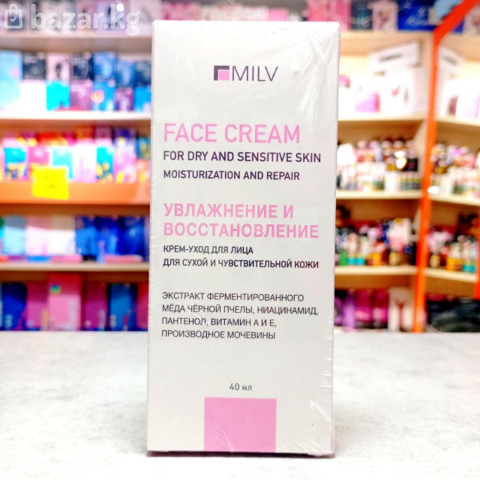 bazar.kg
MILV
FACE CREAM
FOR DRY AND SENSITIVE SKIN
MOISTURIZATION AND REPAIR
УВЛАЖНЕНИЕ И
ВОССТАНОВЛЕНИЕ
КРЕМ-УХОД ДЛЯ ЛИЦА
ДЛЯ СУХОЙ И ЧУВСТВИТЕЛЬНОЙ КОЖИ
ЭКСТРАКТ ФЕРМЕНТИРОВАННОГО
МЁДА ЧЁРНОЙ ПЧЕЛЫ, НИАЦИНАМИД,
ПАНТЕНОЛ, ВИТАМИН А И Е,
ПРОИЗВОДНОЕ МОЧЕВИНЫ
40 мл